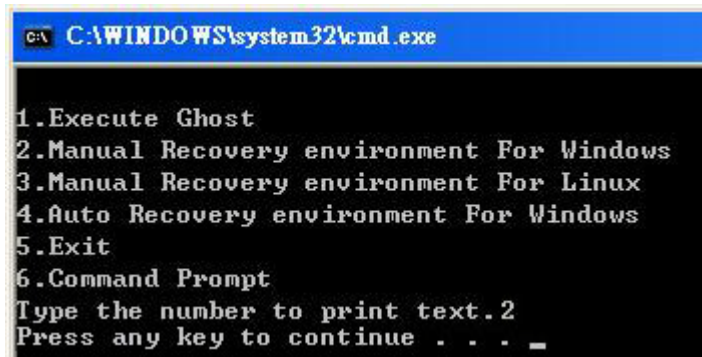 C:\WINDOWS\system32\cmd.exe
1.Execute Ghost
2.Manual Recovery environment For Windows
3.Manual Recovery environment For Linux
4.Auto Recovery environment For Windows
5.Exit
6.Command Prompt
Type the number to print text.2
Press any key to continue . . . _